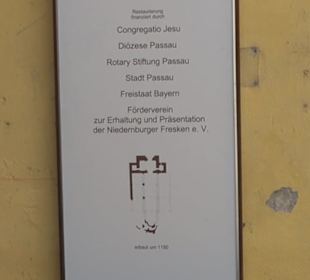 Restaurierung
finanziert durch
Congregatio Jesu
Diözese Passau
Rotary Stiftung Passau
Stadt Passau
Freistaat Bayern
Förderverein
zur Erhaltung und Präsentation
der Niedernburger Fresken e. V.
erbaut um 1150